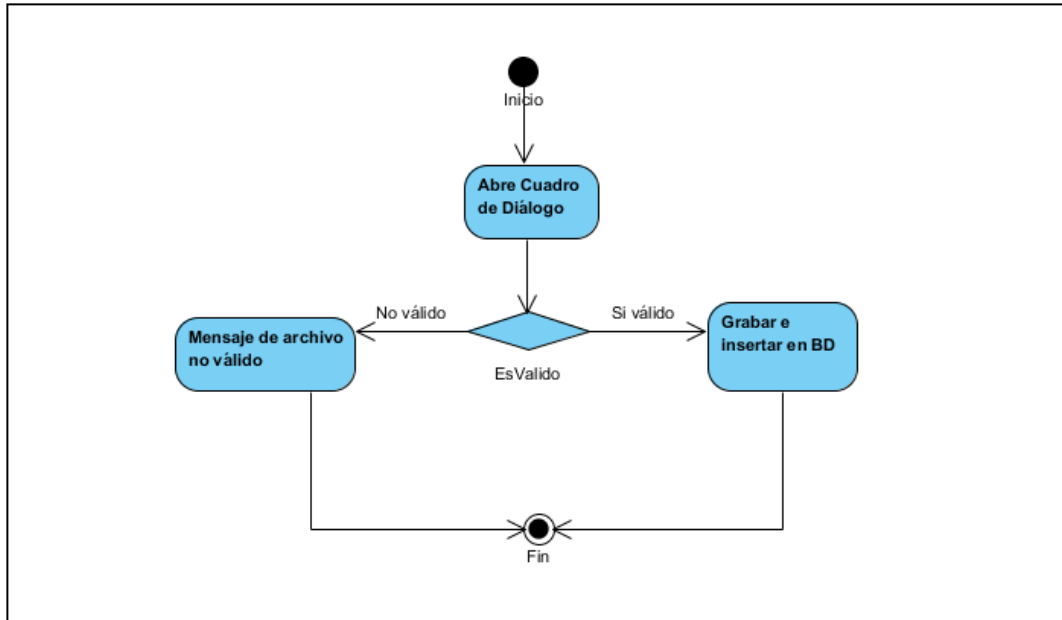 Inicio
Abre Cuadro
de Diálogo
No válido
Si válido
Mensaje de archivo
no válido
EsValido
Grabar e
insertar en BD
Fin